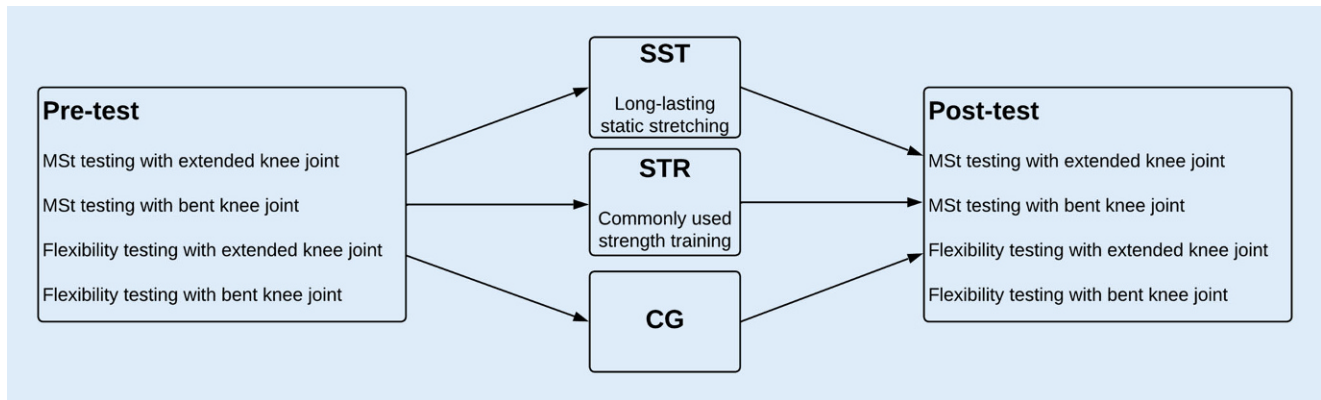 Pre-test
MSt testing with extended knee joint
MSt testing with bent knee joint
Flexibility testing with extended knee joint
Flexibility testing with bent knee joint
SST
Long-lasting
static stretching
STR
Commonly used
strength training
CG
Post-test
MSt testing with extended knee joint
MSt testing with bent knee joint
Flexibility testing with extended knee joint
Flexibility testing with bent knee joint